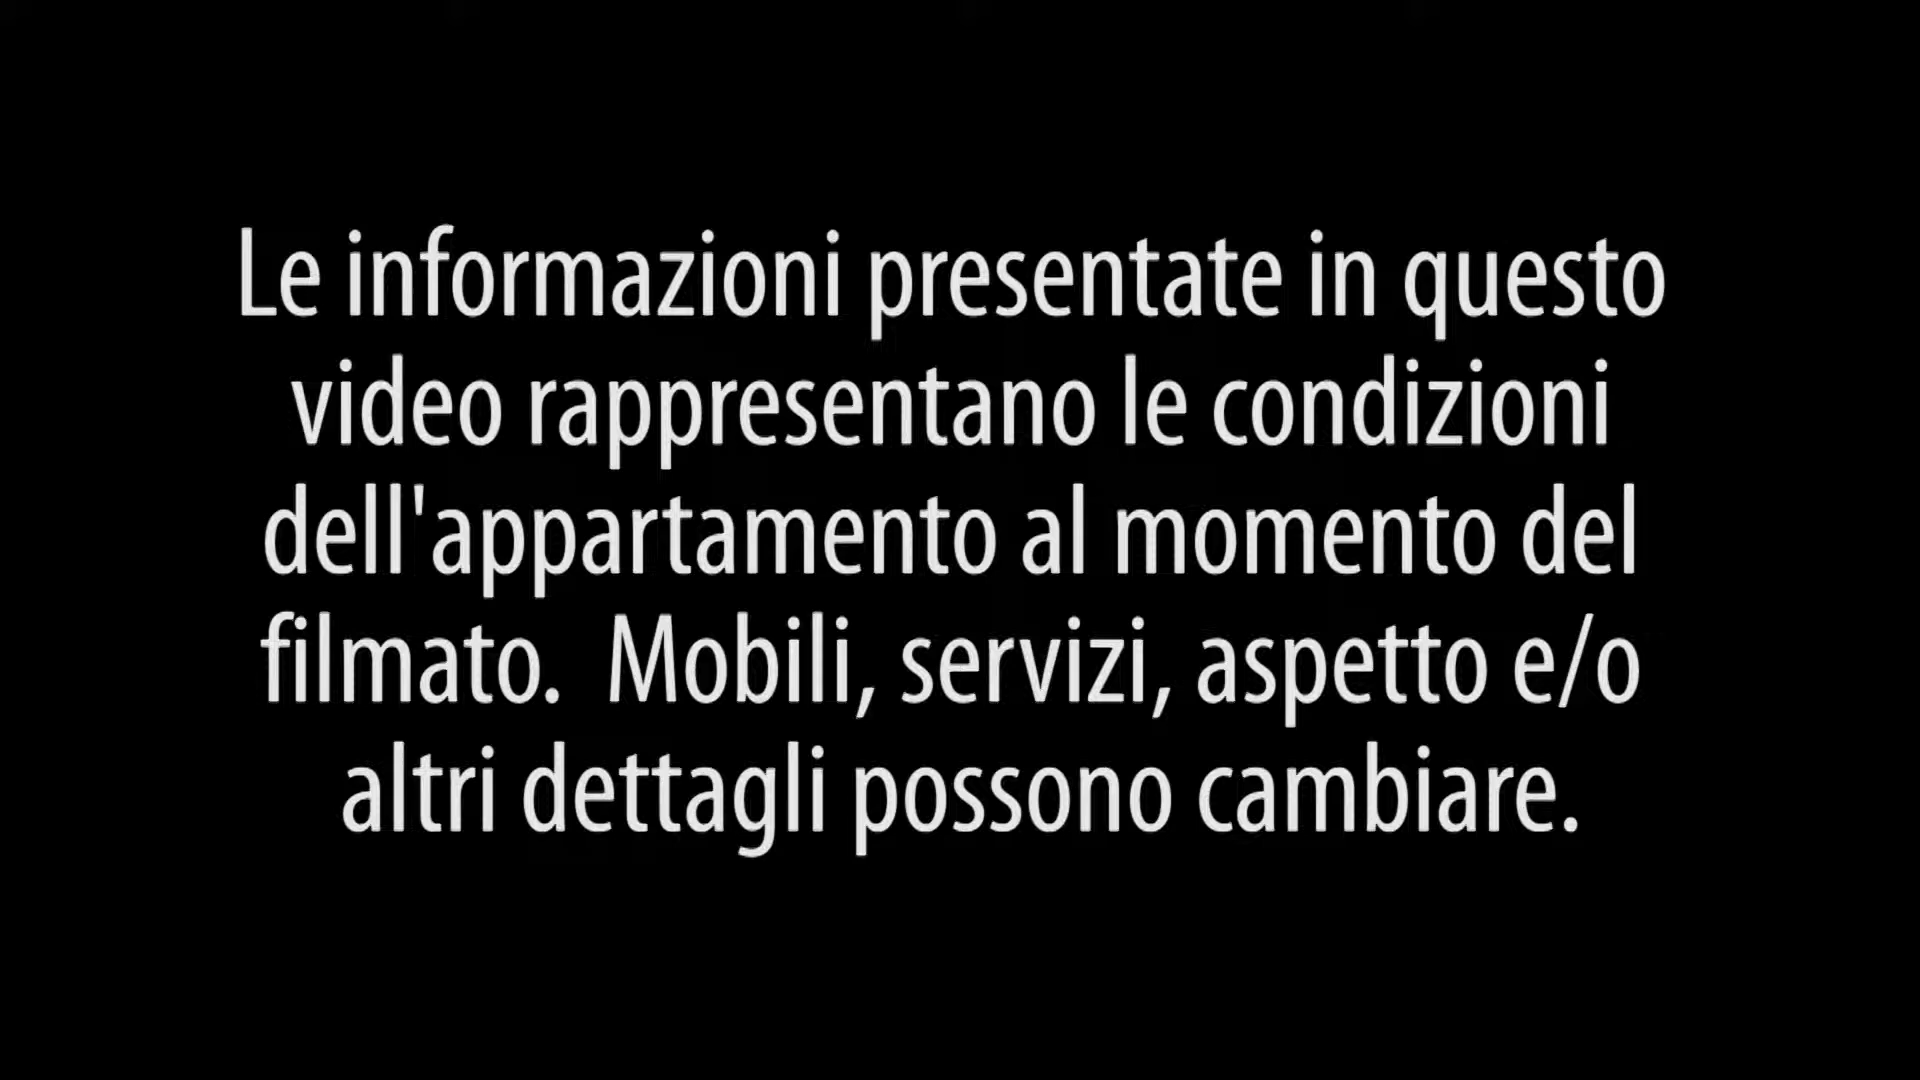 Le informazioni presentate in questo
video rappresentano le condizioni
dell'appartamento al momento del
filmato.  Mobili, servizi, aspetto e/o
altri dettagli possono cambiare.